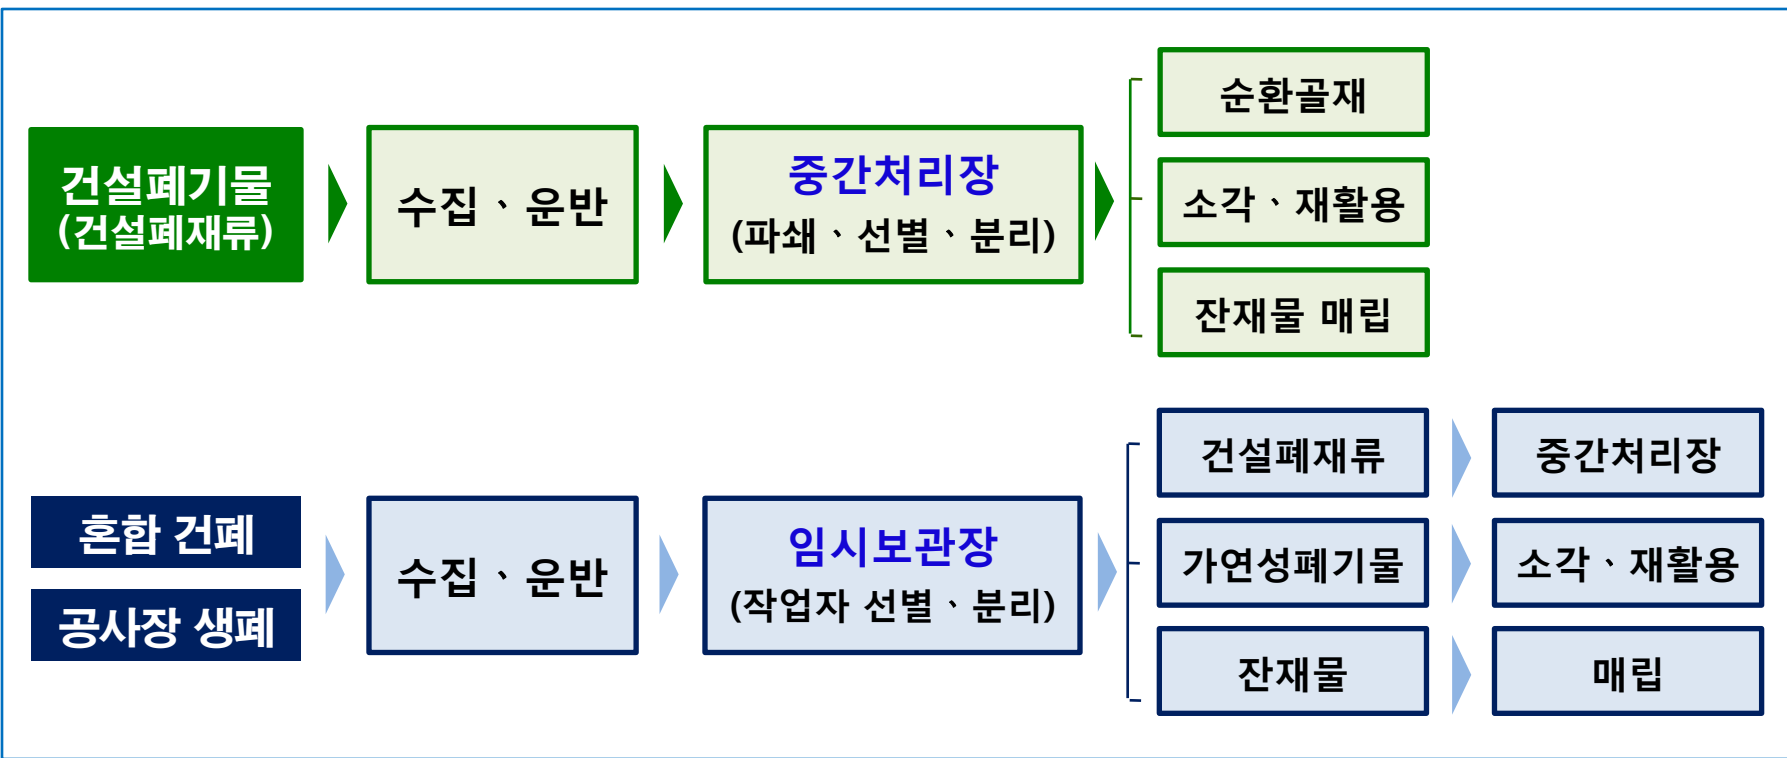 건설폐기물
(건설폐재류)
수집、운반
중간처리장
(파쇄、선별、분리)
순환골재
소각、재활용
잔재물 매립
혼합 건폐
공사장 생폐
수집、운반
임시보관장
(작업자 선별、분리)
건설폐재류
중간처리장
가연성폐기물
소각、재활용
잔재물
매립